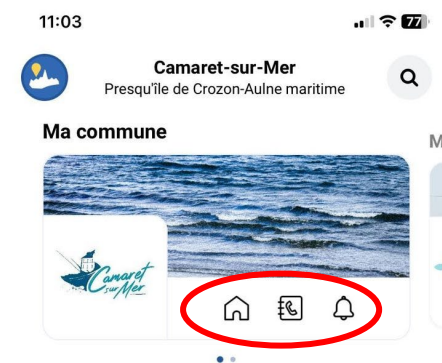 11:03
77
Camaret-sur-Mer
Presqu'île de Crozon-Aulne maritime
Ma commune
M
Camaret
sur Mer